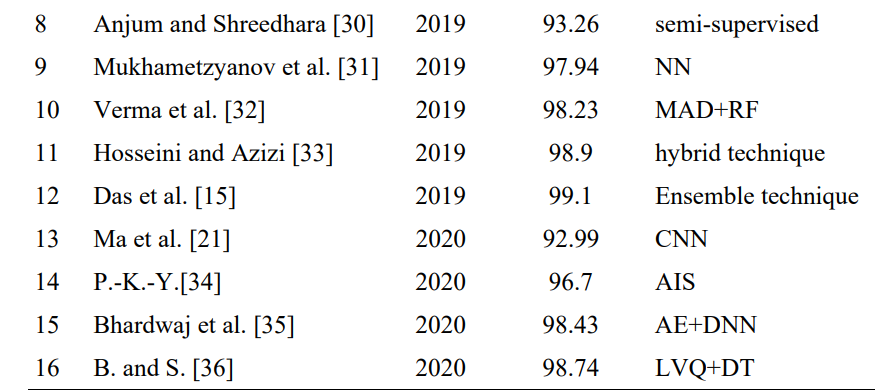 8 Anjum and Shreedhara [30] 2019 93.26 semi-supervised
9 Mukhametzyanov et al. [31] 2019 97.94 NN
10 Verma et al. [32] 2019 98.23 MAD+RF
11 Hosseini and Azizi [33] 2019 98.9 hybrid technique
12 Das et al. [15] 2019 99.1 Ensemble technique
13 Ma et al. [21] 2020 92.99 CNN
14 P.-K.-Y.[34] 2020 96.7 AIS
15 Bhardwaj et al. [35] 2020 98.43 AE+DNN
16 B. and S. [36] 2020 98.74 LVQ+DT